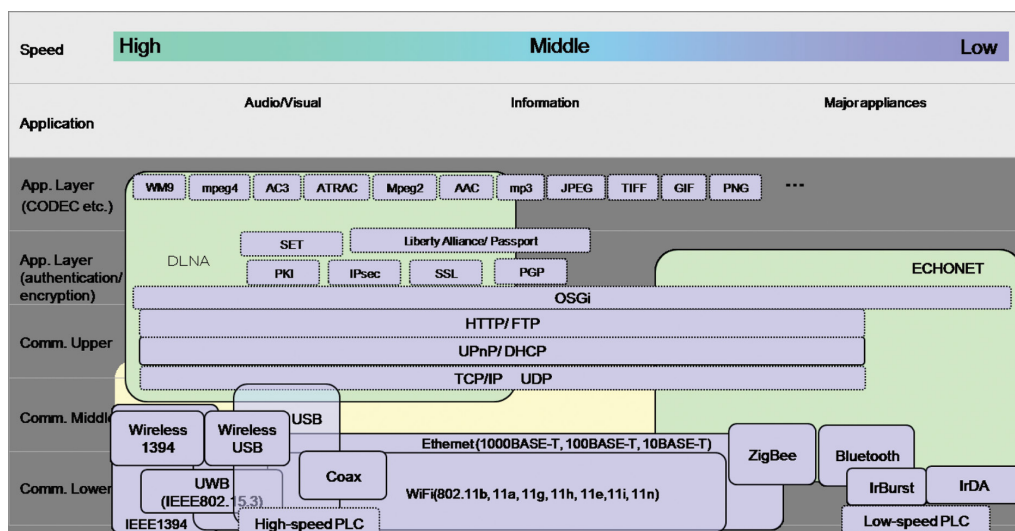 Speed
High
Middle
Low
Application
Audio/Visual
Information
Major appliances
App. Layer
(CODEC etc.)
WM9
mpeg4
AC3
ATRAC
Mpeg2
AAC
mp3
JPEG
TIFF
GIF
PNG
...
App. Layer
(authentication/
encryption)
DLNA
SET
Liberty Alliance/ Passport
PKI
IPsec
SSL
PGP
ECHONET
OSGi
Comm. Upper
HTTP/ FTP
UPnP/ DHCP
TCP/IP UDP
Comm. Middle
Wireless
1394
Wireless
USB
USB
Ethernet (1000BASE-T, 100BASE-T, 10BASE-T)
ZigBee
Bluetooth
Comm. Lower
UWB
(IEEE802.15.3)
Coax
WiFi(802.11b, 11a, 11g, 11h, 11e,11i, 11n)
IrBurst
IrDA
IEEE1394
High-speed PLC
Low-speed PLC